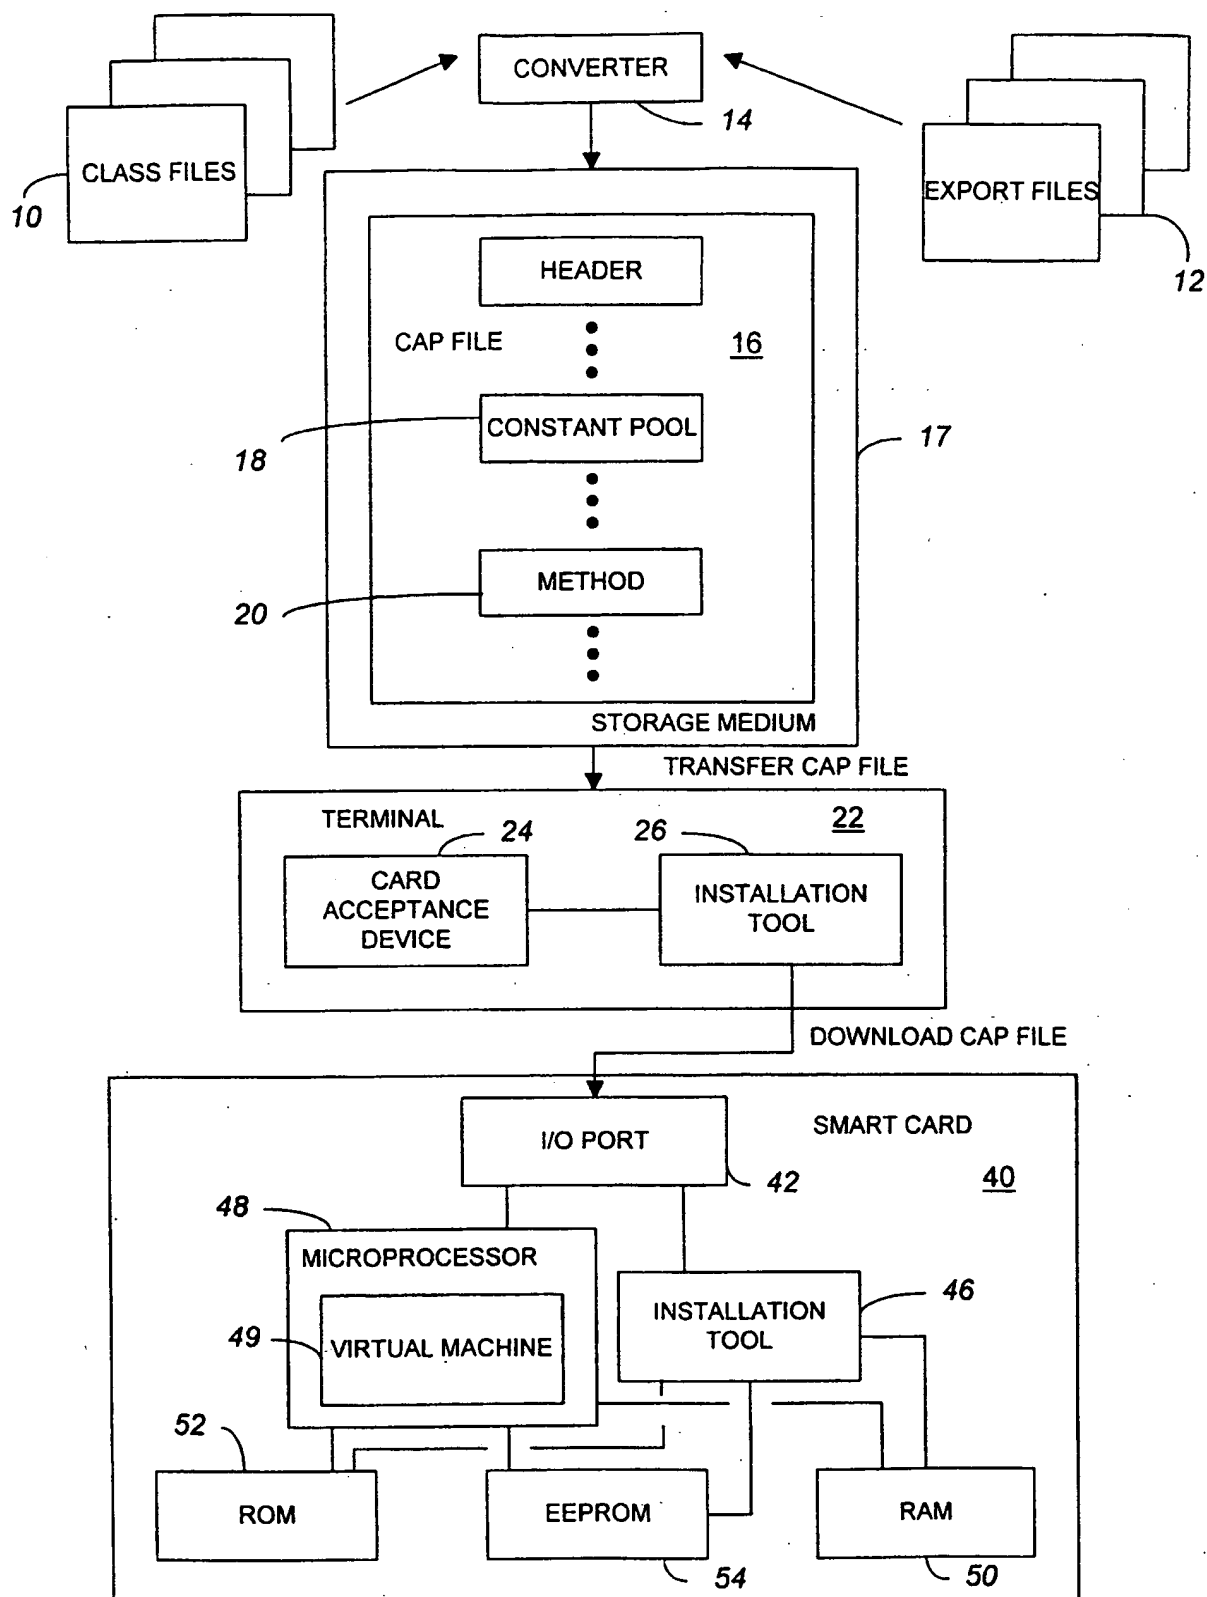 CONVERTER
14
CLASS FILES
10
EXPORT FILES
12
HEADER
CAP FILE
16
CONSTANT POOL
18
17
METHOD
20
STORAGE MEDIUM
TRANSFER CAP FILE
TERMINAL
24
26
22
CARD
ACCEPTANCE
DEVICE
INSTALLATION
TOOL
DOWNLOAD CAP FILE
I/O PORT
SMART CARD
42
40
48
MICROPROCESSOR
49
VIRTUAL MACHINE
INSTALLATION
TOOL
46
52
ROM
EEPROM
RAM
54
50